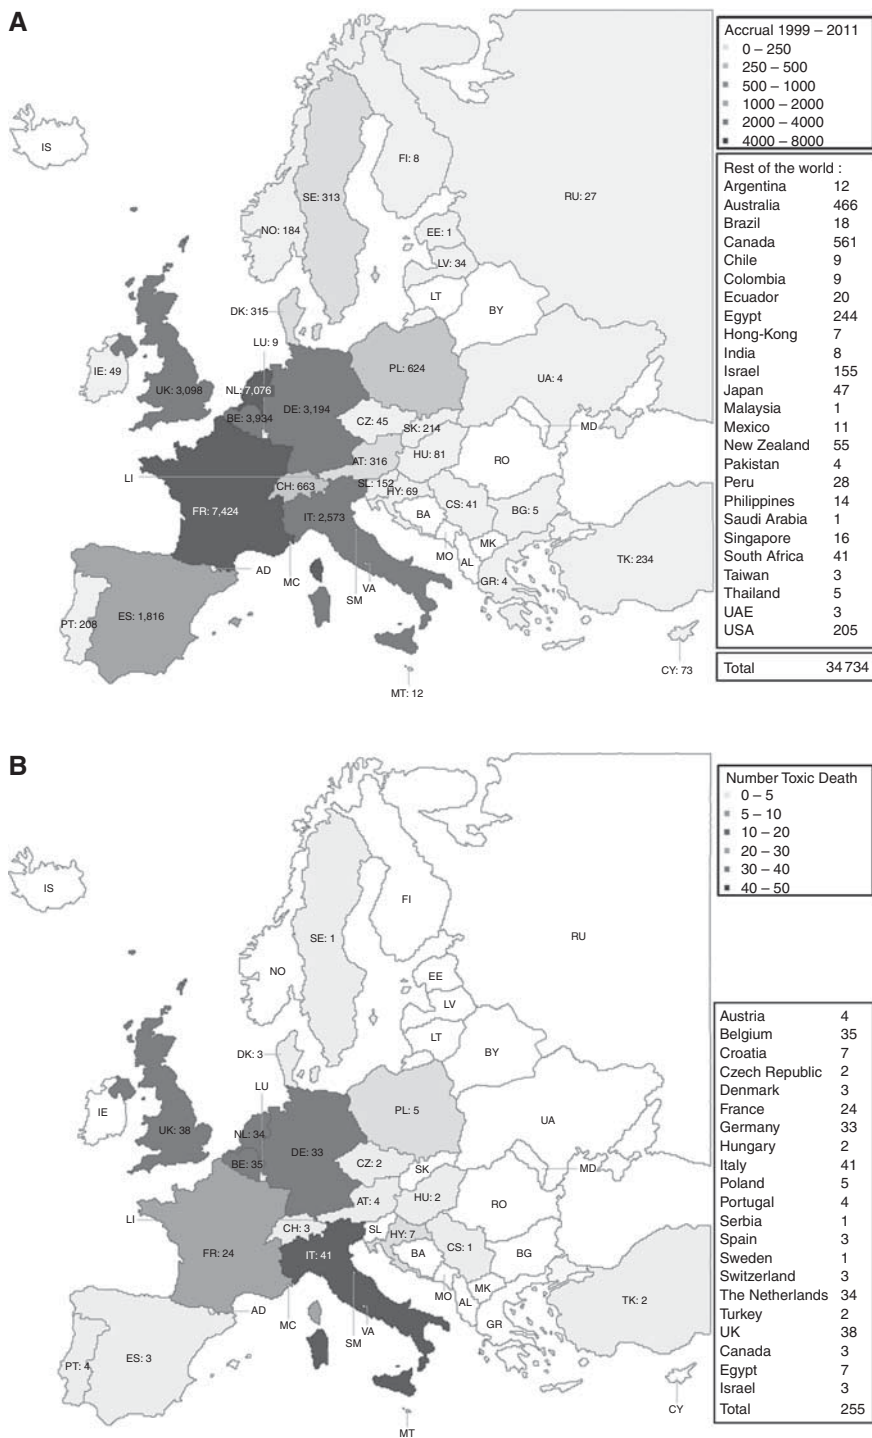 A
Accrual 1999 – 2011
0 – 250
250 – 500
500 – 1000
1000 – 2000
2000 – 4000
4000 – 8000
Rest of the world :
Argentina 12
Australia 466
Brazil 18
Canada 561
Chile 9
Colombia 9
Ecuador 20
Egypt 244
Hong-Kong 7
India 8
Israel 155
Japan 47
Malaysia 1
Mexico 11
New Zealand 55
Pakistan 4
Peru 28
Philippines 14
Saudi Arabia 1
Singapore 16
South Africa 41
Taiwan 3
Thailand 5
UAE 3
USA 205
Total 34 734
IS
FI: 8
SE: 313
RU: 27
NO: 184
EE: 1
LV: 34
LT
BY
DK: 315
LU: 9
IE: 49
UK: 3,098
NL: 7,076
PL: 624
UA: 4
DE: 3,194
BE: 3,934
CZ: 45
SK: 214
MD
AT: 316
HU: 81
RO
LI
CH: 663
SL: 152
HY: 69
FR: 7,424
IT: 2,573
BA
CS: 41
BG: 5
MO
MK
AL
TK: 234
AD
MC
VA
SM
GR: 4
PT: 208
ES: 1,816
CY: 73
MT: 12
B
Number Toxic Death
0 – 5
5 – 10
10 – 20
20 – 30
30 – 40
40 – 50
Austria 4
Belgium 35
Croatia 7
Czech Republic 2
Denmark 3
France 24
Germany 33
Hungary 2
Italy 41
Poland 5
Portugal 4
Serbia 1
Spain 3
Sweden 1
Switzerland 3
The Netherlands 34
Turkey 2
UK 38
Canada 3
Egypt 7
Israel 3
Total 255
IS
FI
SE: 1
RU
NO
EE
LV
LT
BY
DK: 3
LU
IE
UK: 38
NL: 34
PL: 5
UA
DE: 33
BE: 35
CZ: 2
SK
MD
AT: 4
HU: 2
RO
LI
CH: 3
SL
HY: 7
FR: 24
IT: 41
BA
CS: 1
BG
MO
MK
AL
TK: 2
AD
MC
VA
SM
GR
PT: 4
ES: 3
CY
MT